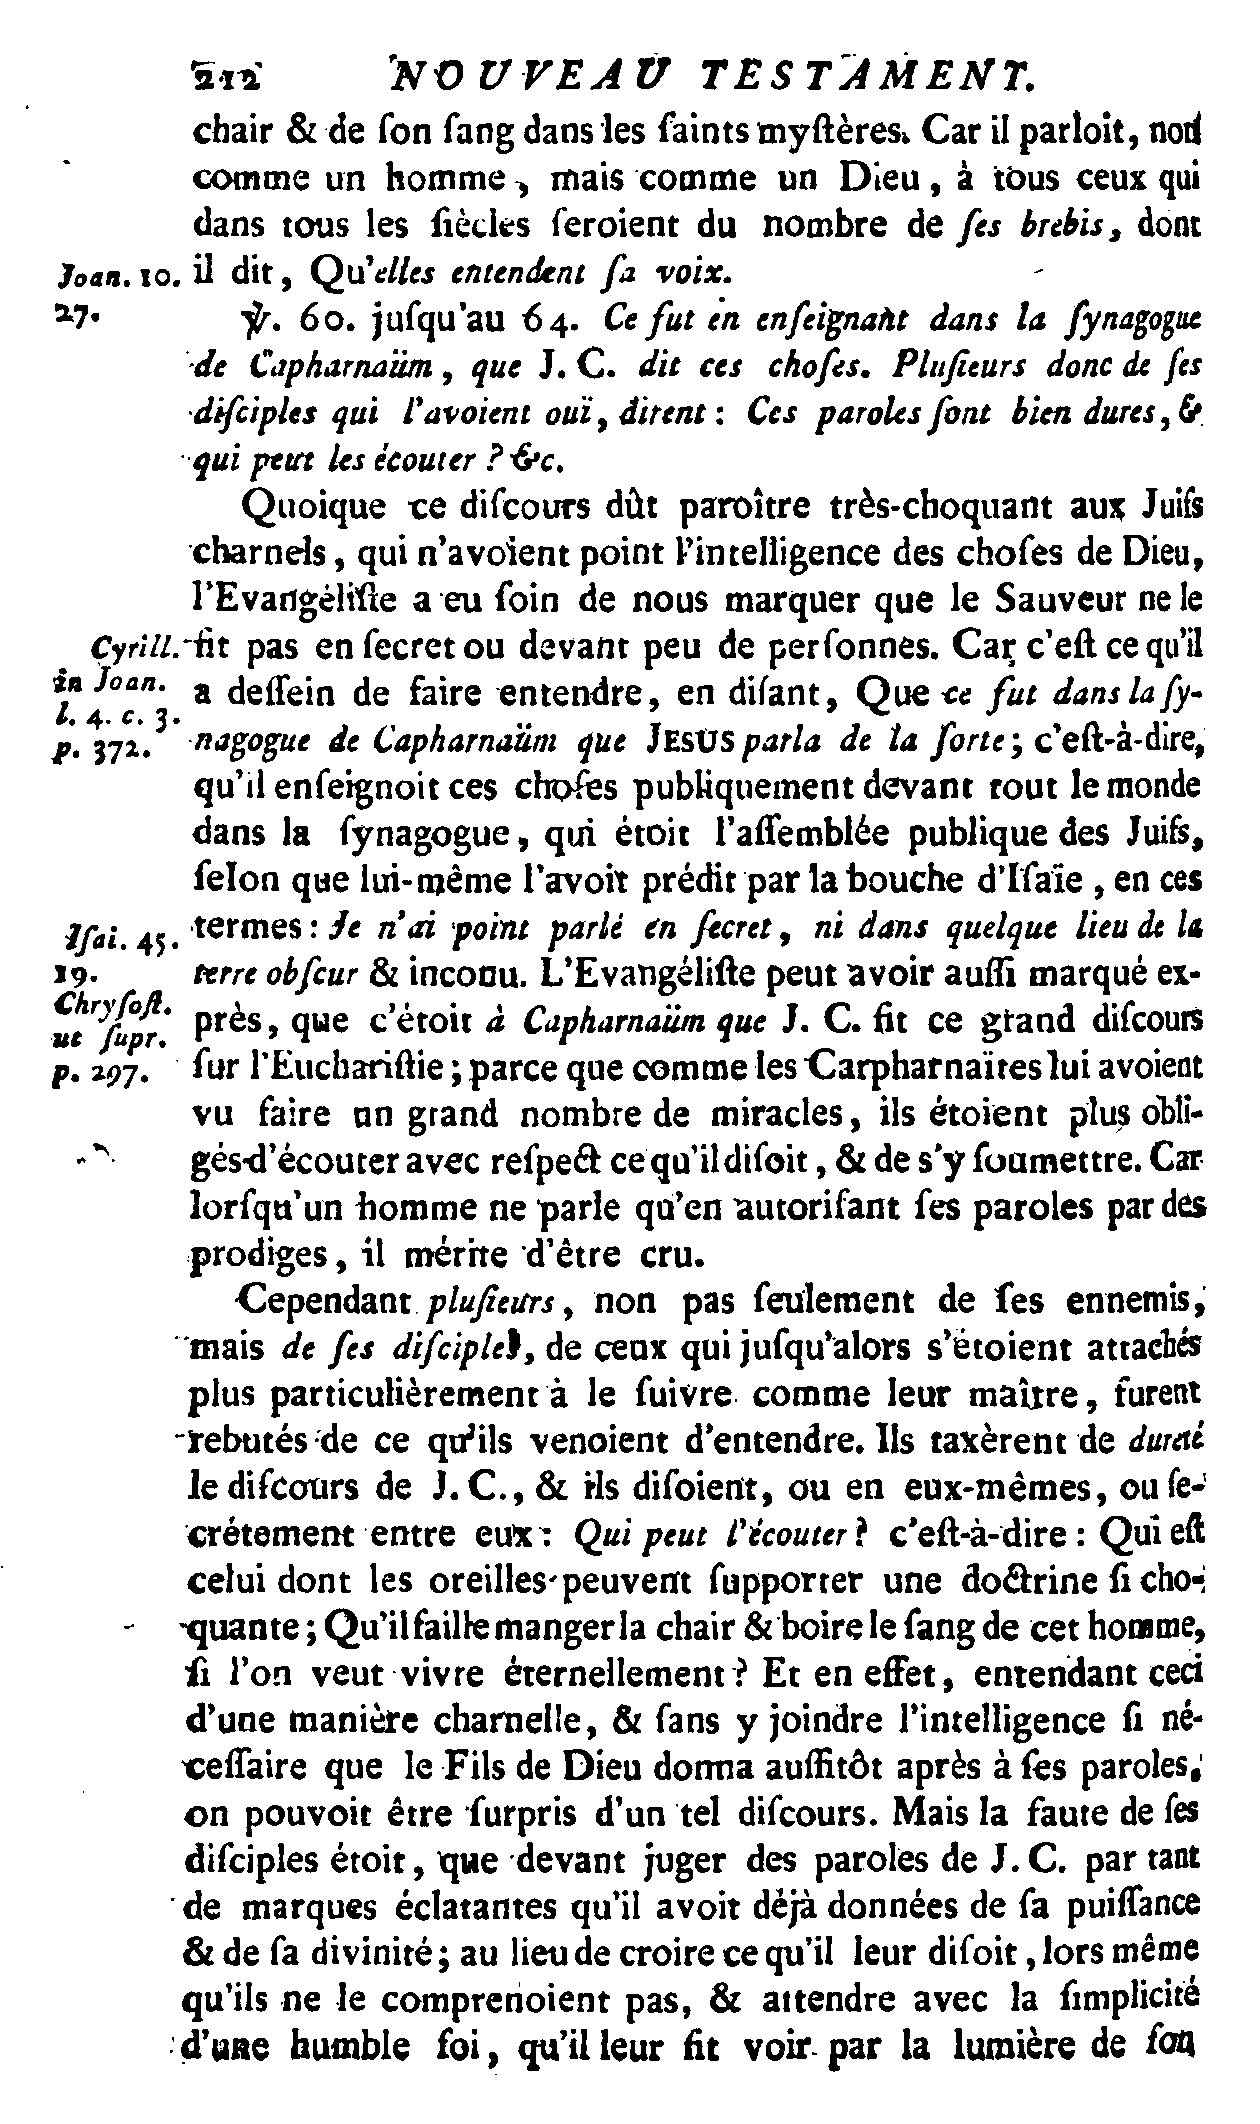 212 NOUVEAU TESTAMENT.
chair & de ſon ſang dans les ſaints myſtères. Car il parloit, non
comme un homme, mais comme un Dieu, à tous ceux qui
dans tous les ſiècles ſeroient du nombre de ſes brebis, dont
Joan. 10. il dit, Qu'elles entendent ſa voix.
27. ℣. 60. juſqu'au 64. Ce fut en enſeignant dans la ſynagogue
de Capharnaüm, que J. C. dit ces choſes. Pluſieurs donc de ſes
diſciples qui l'avoient ouï, dirent : Ces paroles ſont bien dures, &
qui peut les écouter ? &c.
Quoique ce diſcours dût paroître très-choquant aux Juifs
charnels, qui n'avoient point l'intelligence des choſes de Dieu,
l'Evangéliſte a eu ſoin de nous marquer que le Sauveur ne le
Cyrill. fit pas en ſecret ou devant peu de perſonnes. Car c'eſt ce qu'il
in Joan. a deſſein de faire entendre, en diſant, Que ce fut dans la ſy-
l. 4. c. 3.
p. 372. nagogue de Capharnaüm que JESUS parla de la ſorte ; c'eſt-à-dire,
qu'il enſeignoit ces choſes publiquement devant tout le monde
dans la ſynagogue, qui étoit l'aſſemblée publique des Juifs,
ſelon que lui-même l'avoit prédit par la bouche d'Iſaïe, en ces
Iſai. 45. termes : Je n'ai point parlé en ſecret, ni dans quelque lieu de la
19. terre obſcur & inconu. L'Evangéliſte peut avoir auſſi marqué ex-
Chryſoſt.
ut ſupr. près, que c'étoit à Capharnaüm que J. C. fit ce grand diſcours
p. 297. ſur l'Euchariſtie ; parce que comme les Carpharnaïtes lui avoient
vu faire un grand nombre de miracles, ils étoient plus obli-
gés d'écouter avec reſpect ce qu'il diſoit, & de s'y ſoumettre. Car
lorſqu'un homme ne parle qu'en autoriſant ſes paroles par des
prodiges, il mérite d'être cru.
Cependant pluſieurs, non pas ſeulement de ſes ennemis,
mais de ſes diſciples, de ceux qui juſqu'alors s'étoient attachés
plus particulièrement à le ſuivre comme leur maître, furent
rebutés de ce qu'ils venoient d'entendre. Ils taxèrent de dureté
le diſcours de J. C., & ils diſoient, ou en eux-mêmes, ou ſe-
crétement entre eux : Qui peut l'écouter ? c'eſt-à-dire : Qui eſt
celui dont les oreilles peuvent ſupporter une doctrine ſi cho-
quante ; Qu'il faille manger la chair & boire le ſang de cet homme,
ſi l'on veut vivre éternellement ? Et en effet, entendant ceci
d'une manière charnelle, & ſans y joindre l'intelligence ſi né-
ceſſaire que le Fils de Dieu donna auſſitôt après à ſes paroles,
on pouvoit être ſurpris d'un tel diſcours. Mais la faute de ſes
diſciples étoit, que devant juger des paroles de J. C. par tant
de marques éclatantes qu'il avoit déjà données de ſa puiſſance
& de ſa divinité ; au lieu de croire ce qu'il leur diſoit, lors même
qu'ils ne le comprenoient pas, & attendre avec la ſimplicité
d'une humble foi, qu'il leur fit voir par la lumière de ſon